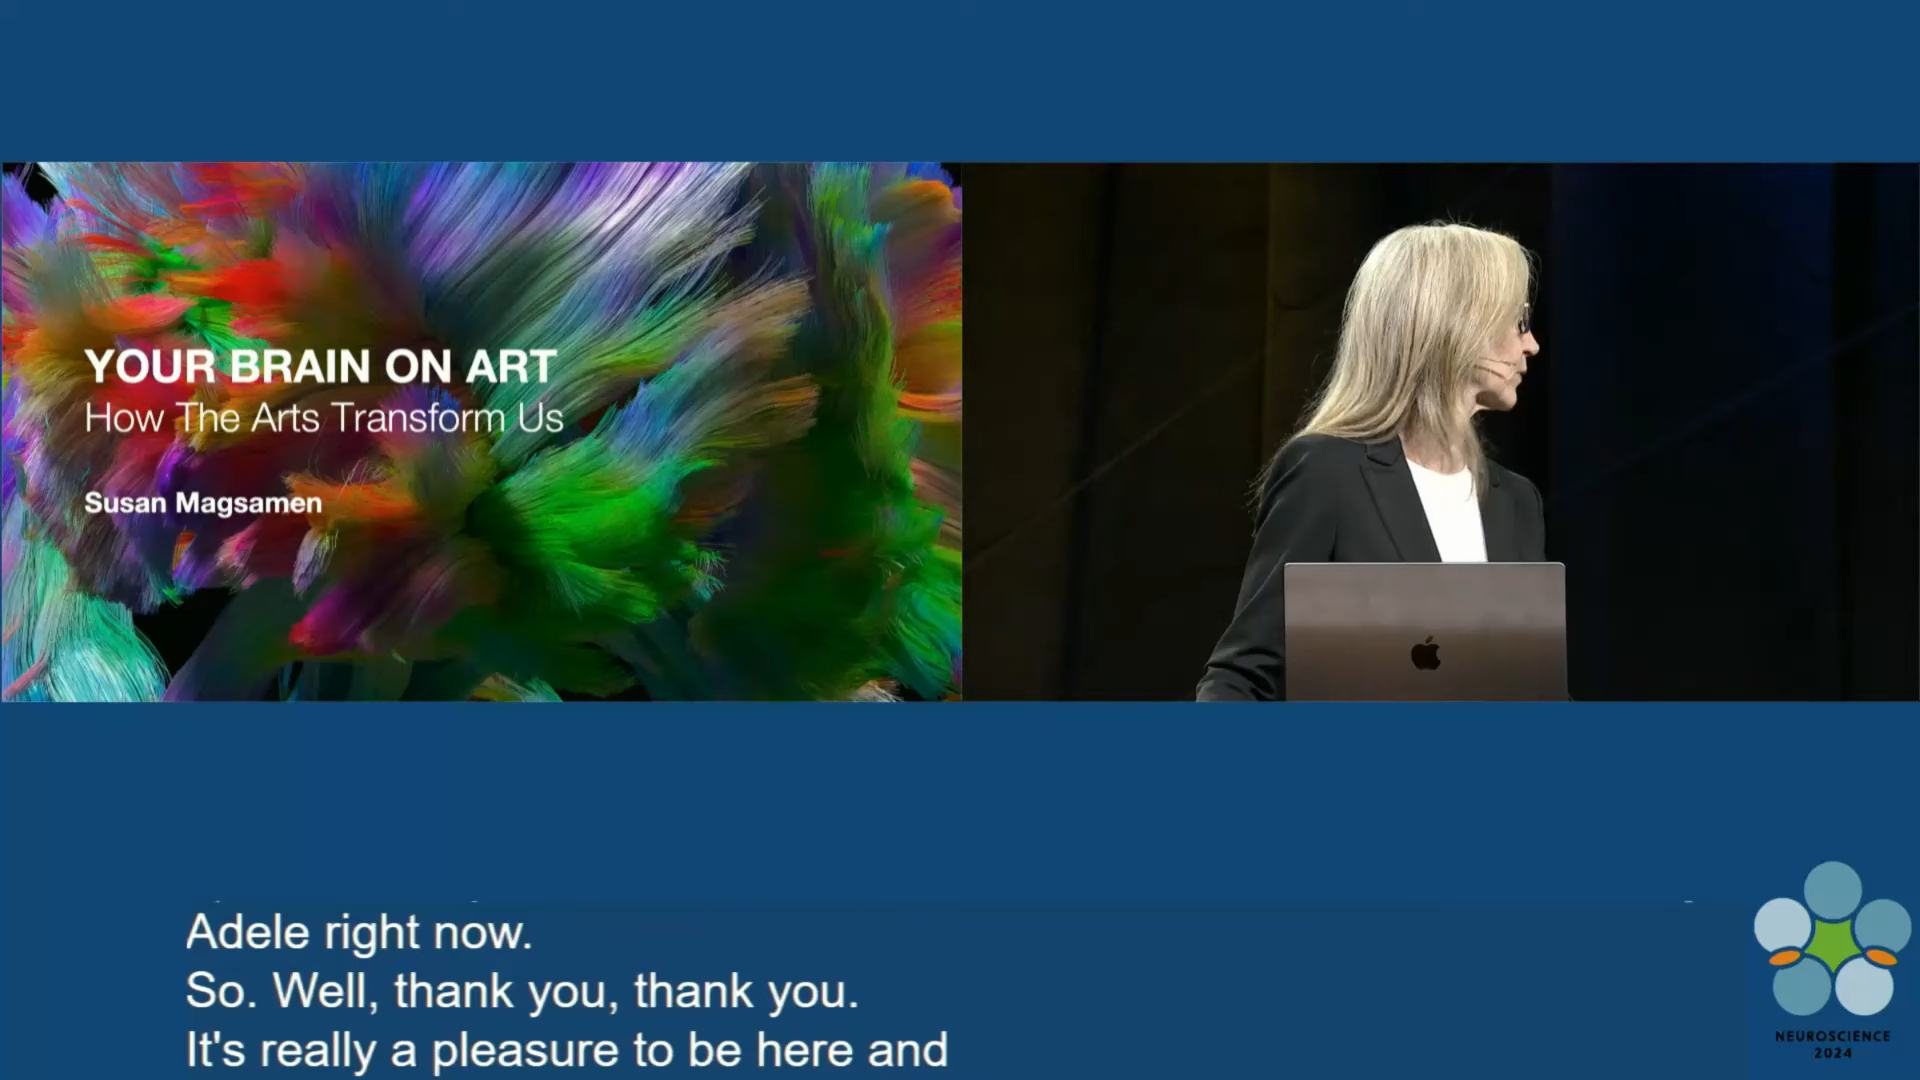 YOUR BRAIN ON ART
How The Arts Transform Us
Susan Magsamen
Adele right now.
So. Well, thank you, thank you.
It's really a pleasure to be here and
NEUROSCIENCE
2024